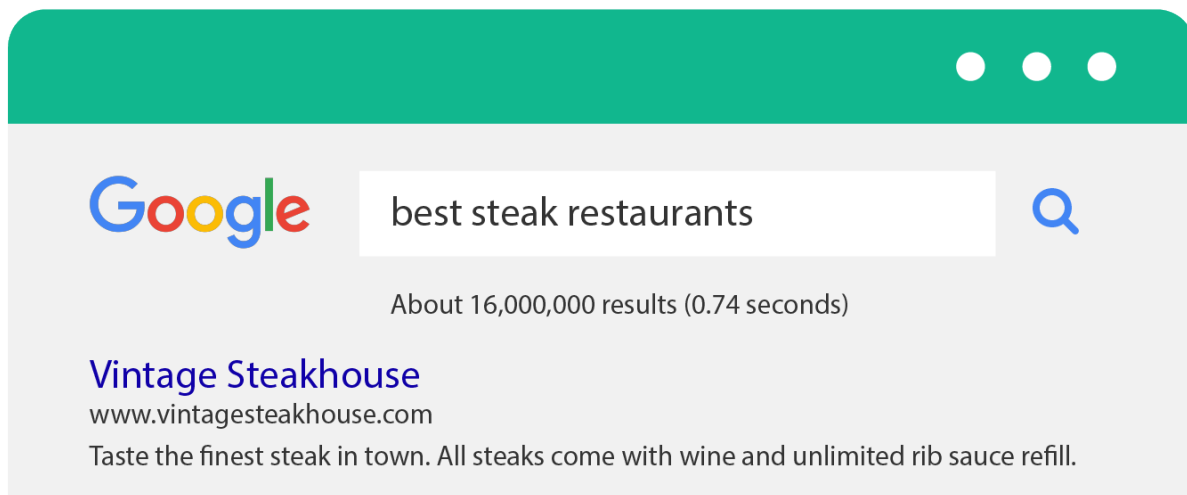 Google best steak restaurants
About 16,000,000 results (0.74 seconds)
Vintage Steakhouse
www.vintagesteakhouse.com
Taste the finest steak in town. All steaks come with wine and unlimited rib sauce refill.